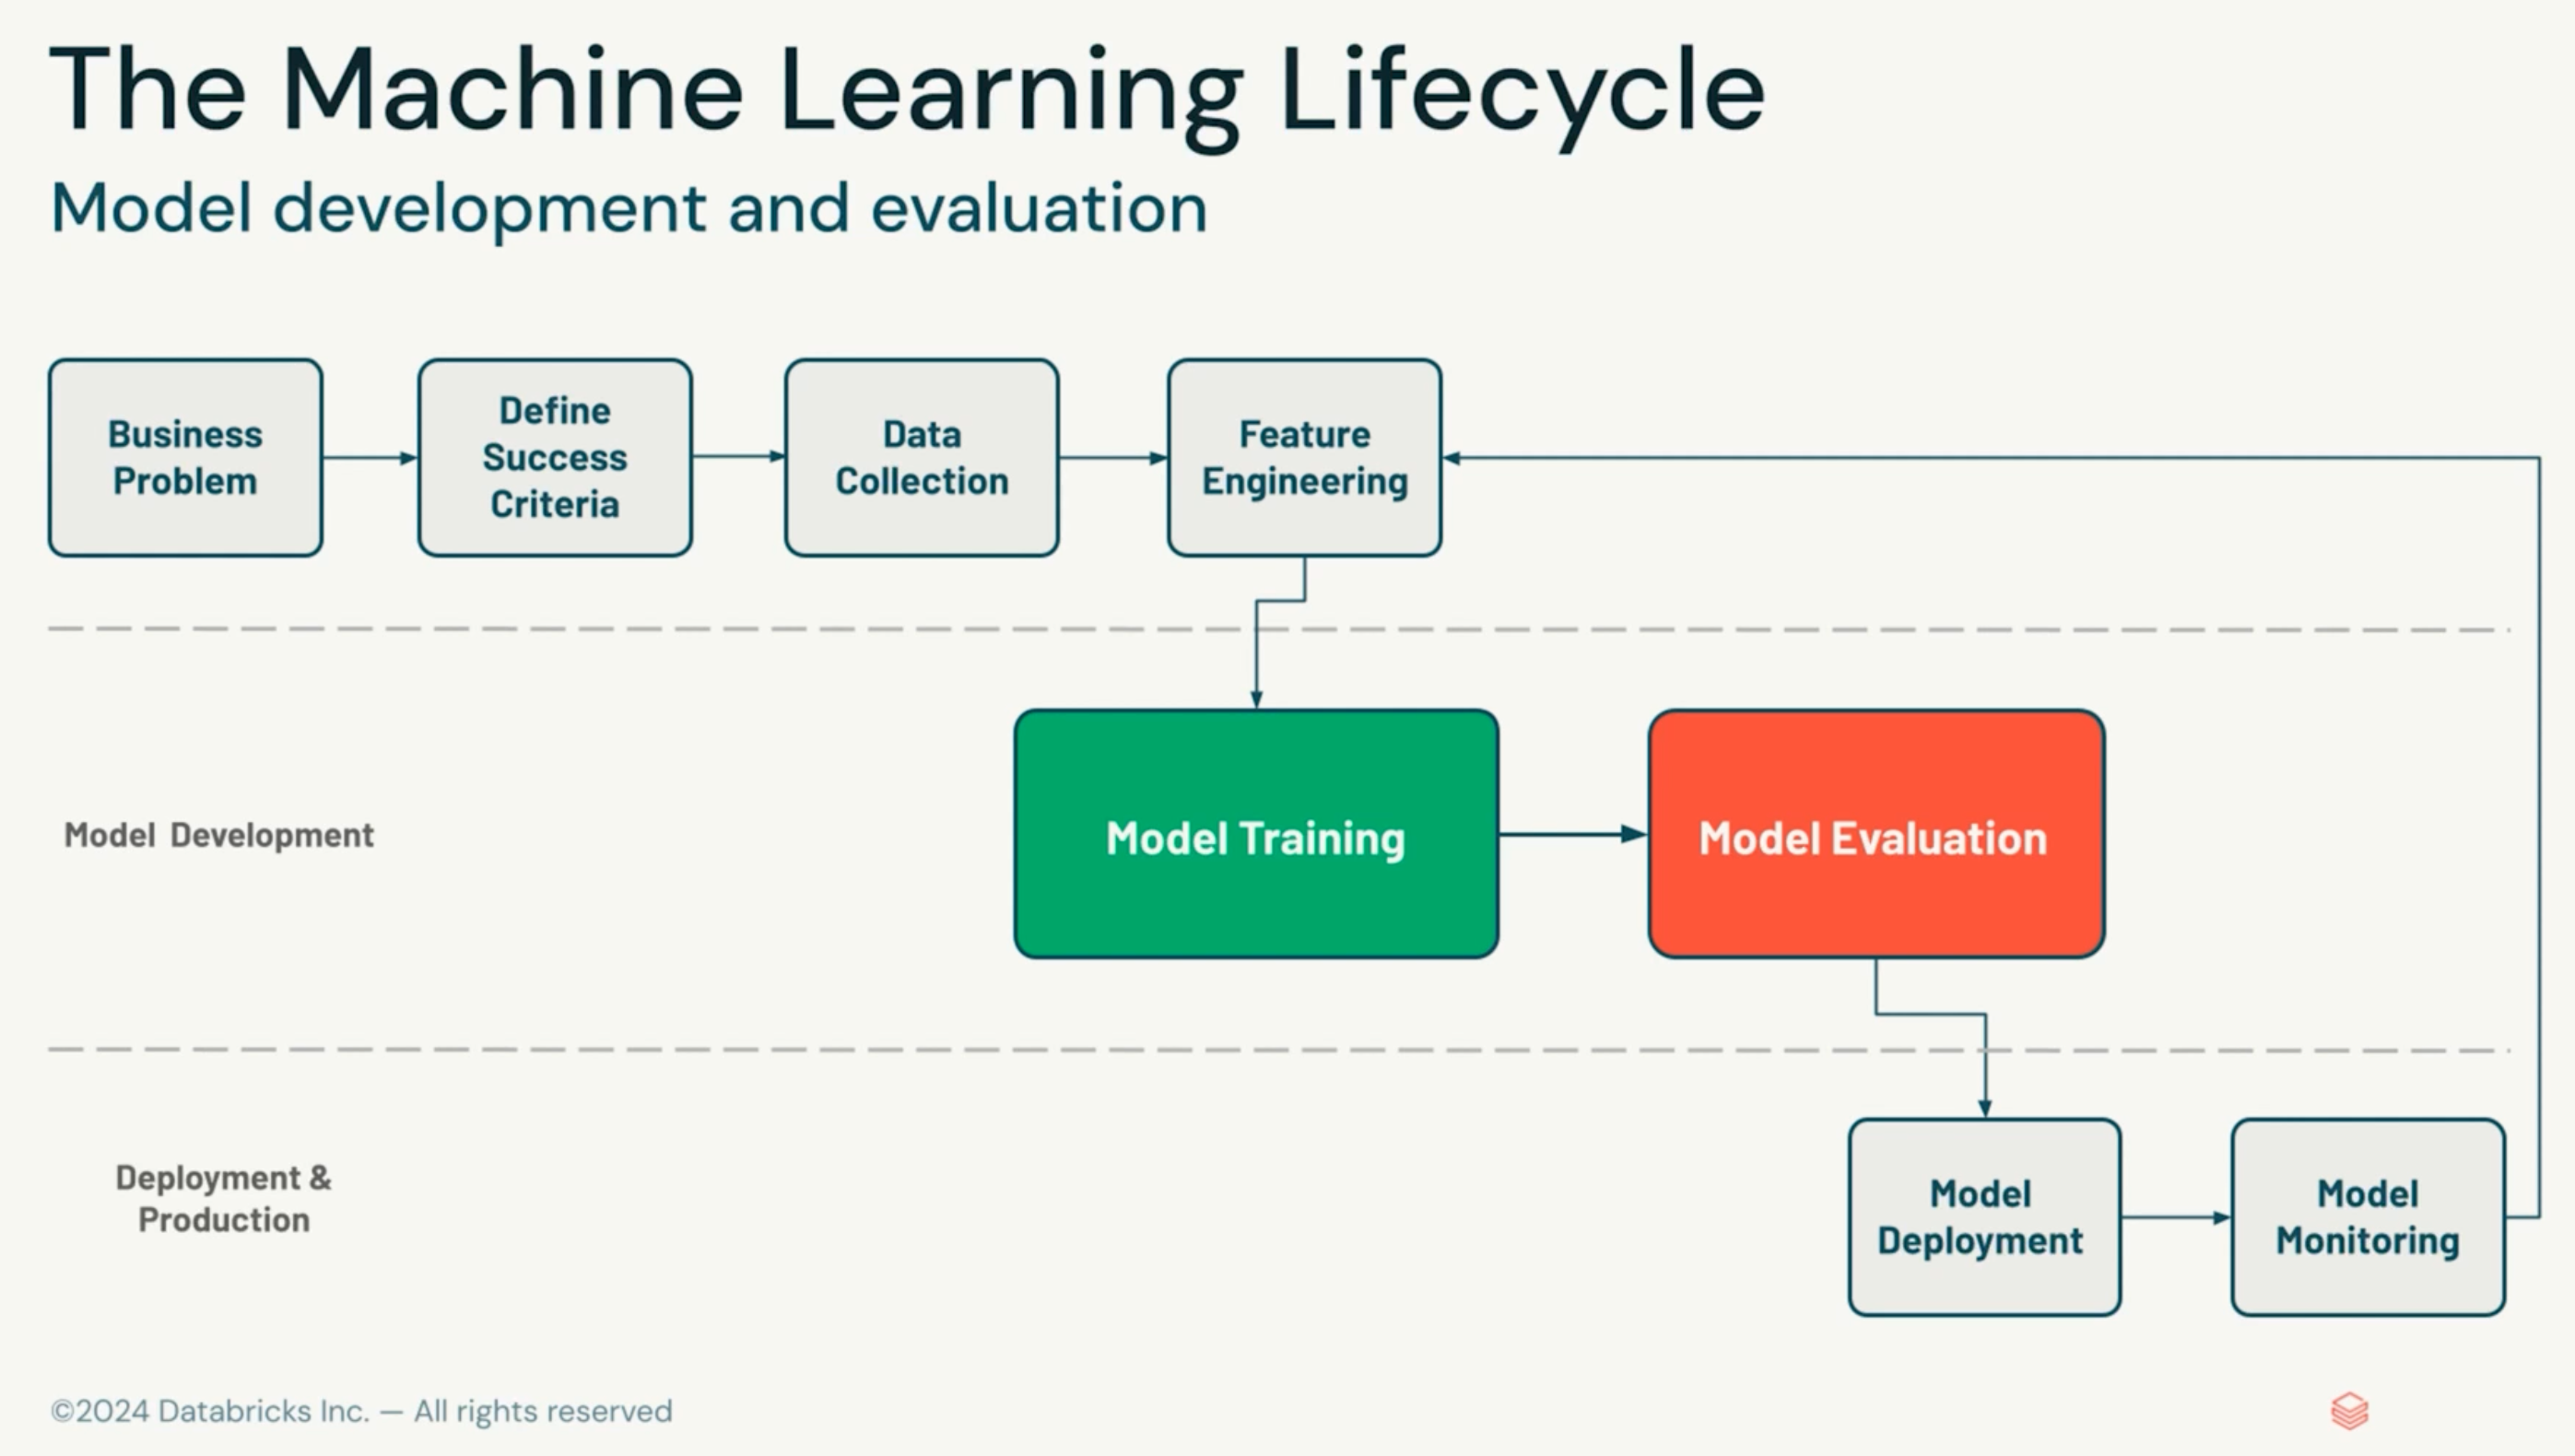 The Machine Learning Lifecycle
Model development and evaluation
Business
Problem
Define
Success
Criteria
Data
Collection
Feature
Engineering
Model Development
Model Training
Model Evaluation
Deployment &
Production
Model
Deployment
Model
Monitoring
©2024 Databricks Inc. — All rights reserved